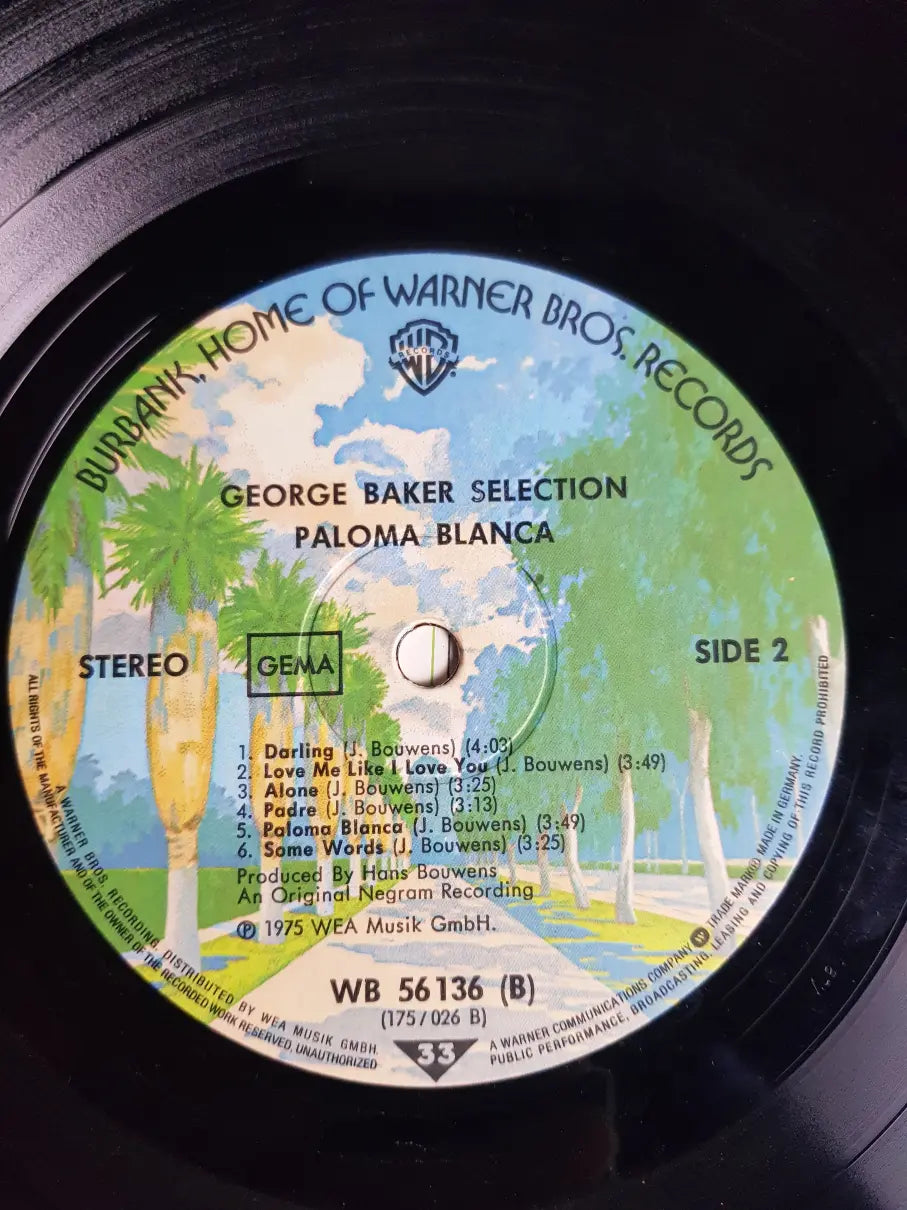 BURBANK, HOME OF WARNER BROS. RECORDS
WB
RECORDS
GEORGE BAKER SELECTION
PALOMA BLANCA
STEREO
GEMA
SIDE 2
1. Darling (J. Bouwens) (4:03)
2. Love Me Like I Love You (J. Bouwens) (3:49)
3. Alone (J. Bouwens) (3:25)
4. Padre (J. Bouwens) (3:13)
5. Paloma Blanca (J. Bouwens) (3:49)
6. Some Words (J. Bouwens) (3:25)
Produced By Hans Bouwens
An Original Negram Recording
℗ 1975 WEA Musik GmbH.
WB 56 136 (B)
(175/026 B)
33
A WARNER BROS. RECORDING. DISTRIBUTED BY WEA MUSIK GMBH. A WARNER COMMUNICATIONS COMPANY TRADE MARK® MADE IN GERMANY.
ALL RIGHTS OF THE MANUFACTURER AND OF THE OWNER OF THE RECORDED WORK RESERVED. UNAUTHORIZED PUBLIC PERFORMANCE, BROADCASTING, LEASING AND COPYING OF THIS RECORD PROHIBITED